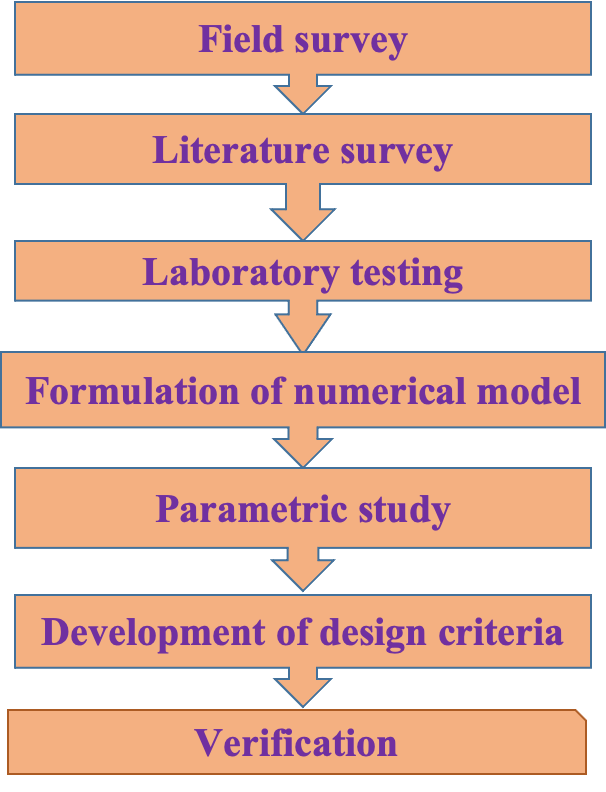 Field survey
Literature survey
Laboratory testing
Formulation of numerical model
Parametric study
Development of design criteria
Verification